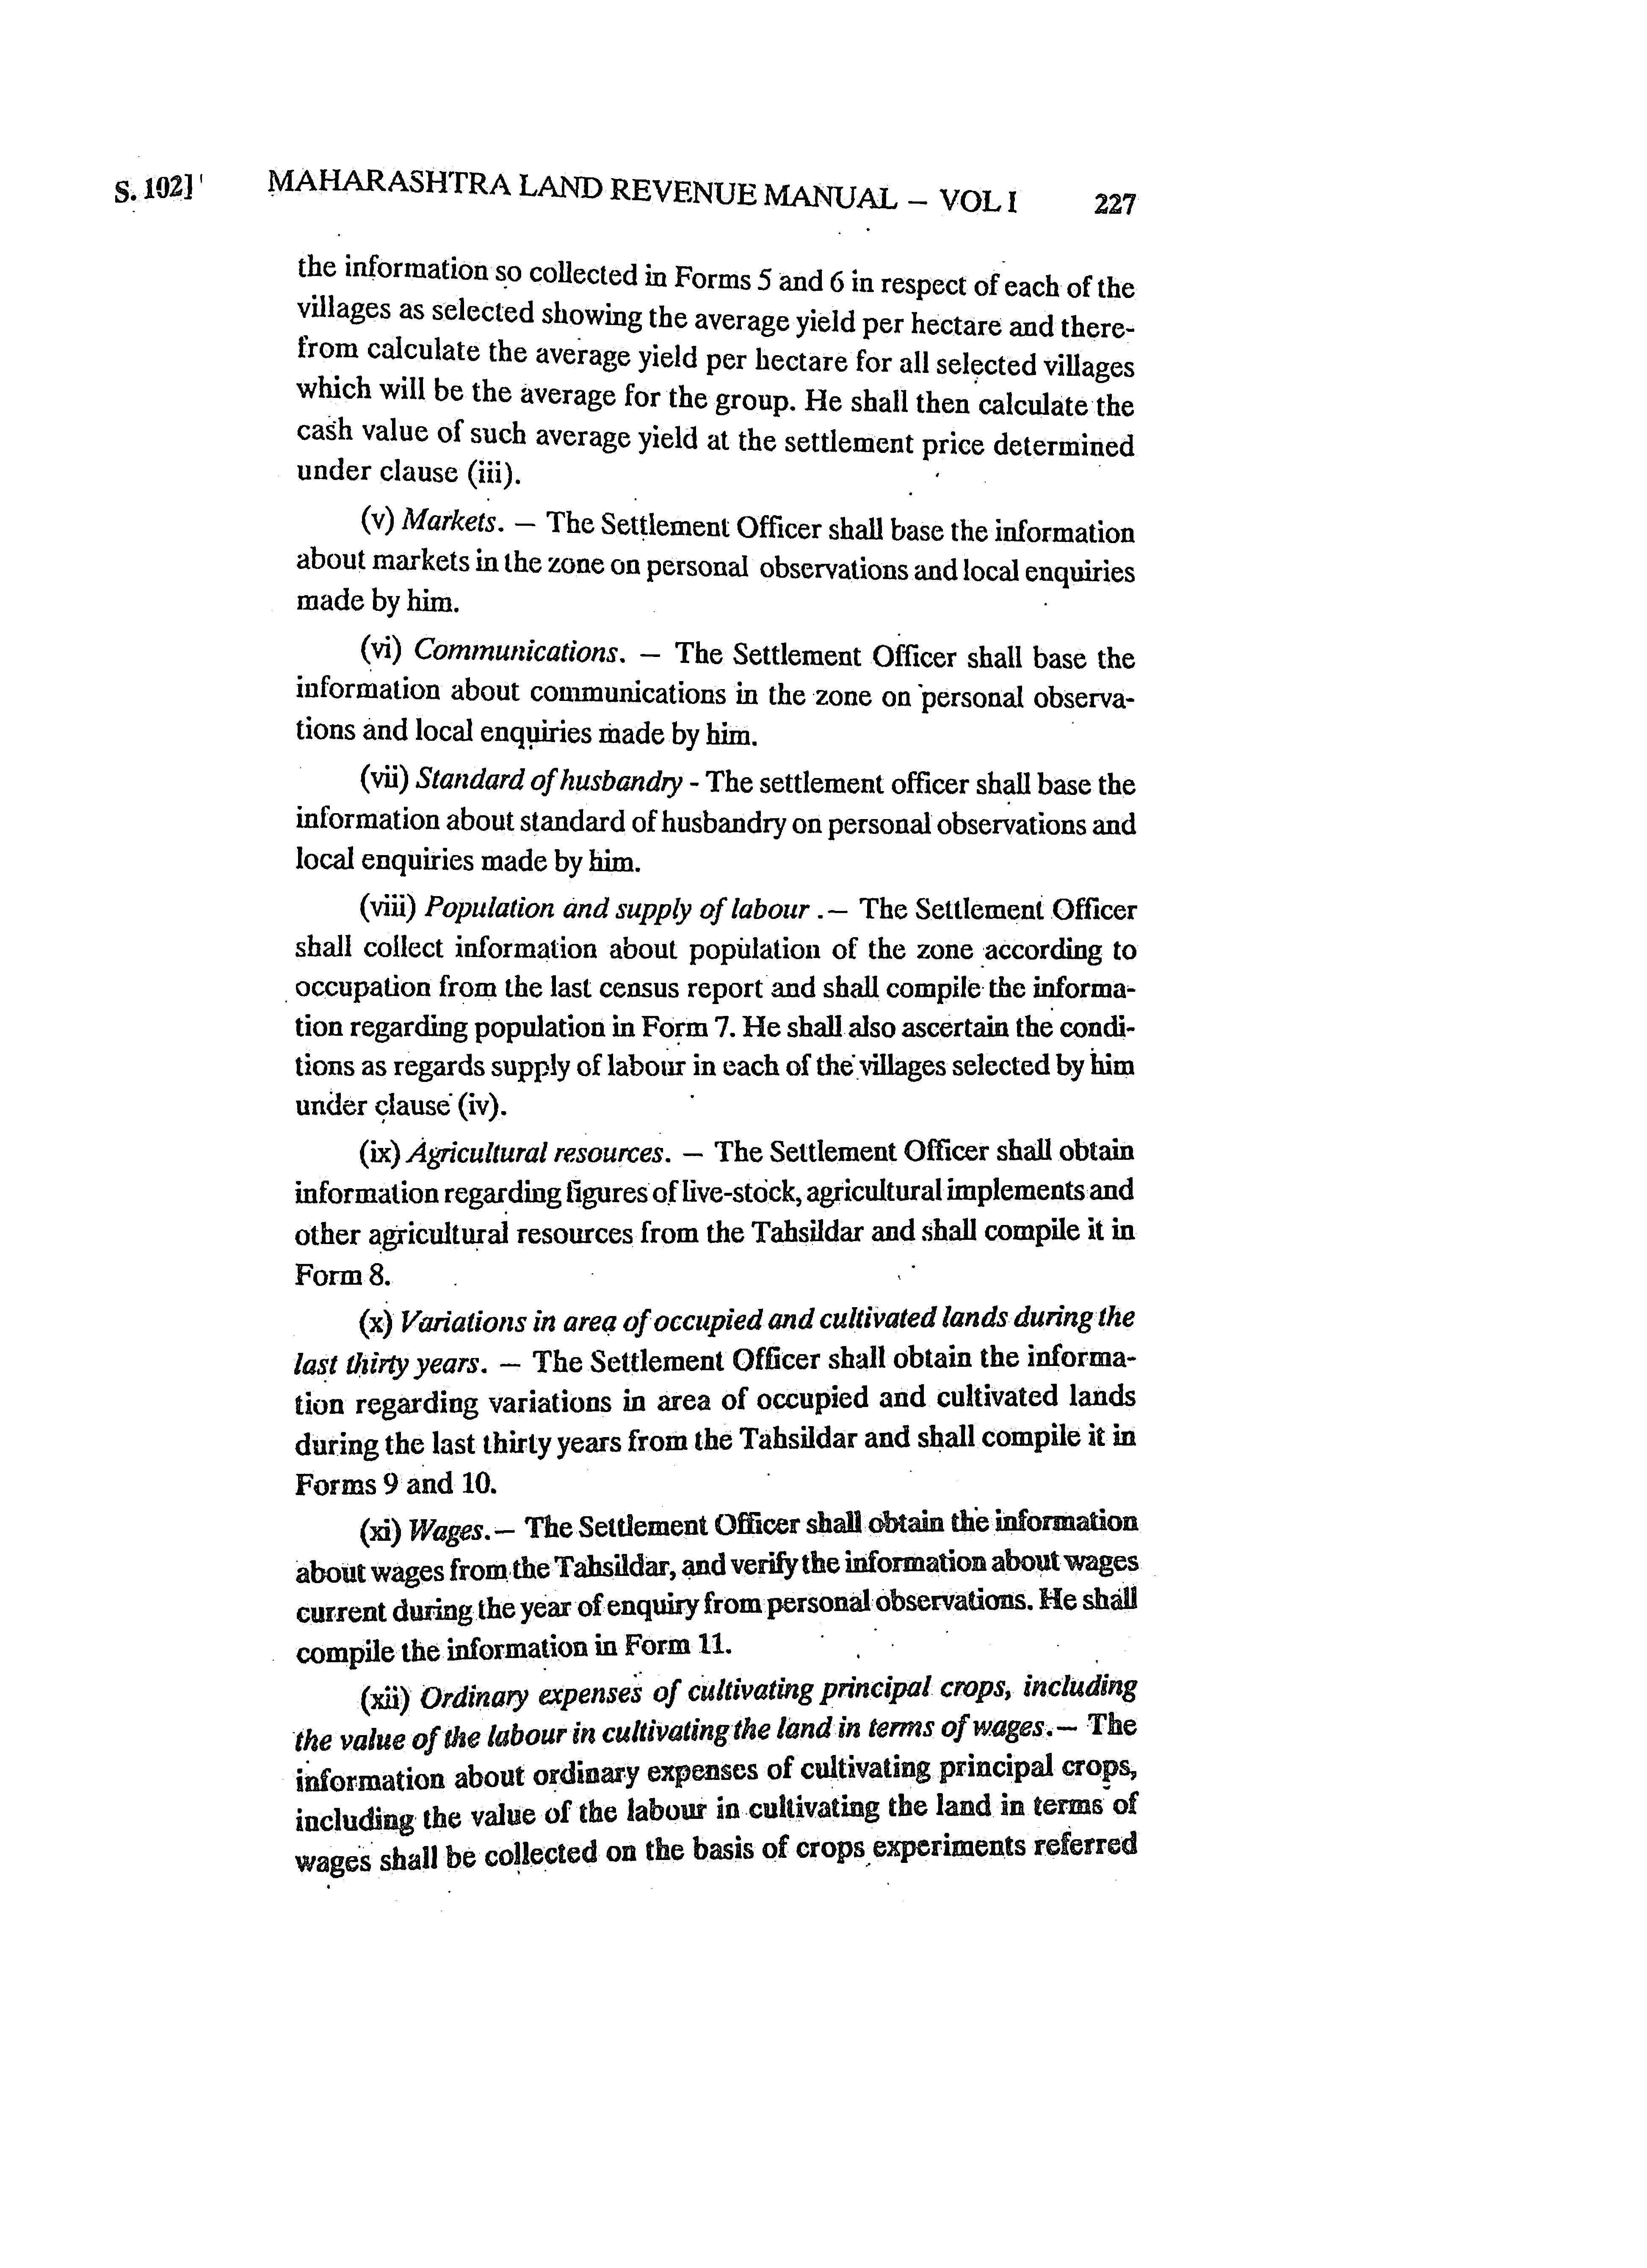 S. 102] MAHARASHTRA LAND REVENUE MANUAL – VOL I 227
the information so collected in Forms 5 and 6 in respect of each of the
villages as selected showing the average yield per hectare and there-
from calculate the average yield per hectare for all selected villages
which will be the average for the group. He shall then calculate the
cash value of such average yield at the settlement price determined
under clause (iii).
(v) Markets. — The Settlement Officer shall base the information
about markets in the zone on personal observations and local enquiries
made by him.
(vi) Communications. — The Settlement Officer shall base the
information about communications in the zone on personal observa-
tions and local enquiries made by him.
(vii) Standard of husbandry - The settlement officer shall base the
information about standard of husbandry on personal observations and
local enquiries made by him.
(viii) Population and supply of labour .— The Settlement Officer
shall collect information about population of the zone according to
occupation from the last census report and shall compile the informa-
tion regarding population in Form 7. He shall also ascertain the condi-
tions as regards supply of labour in each of the villages selected by him
under clause (iv).
(ix) Agricultural resources. — The Settlement Officer shall obtain
information regarding figures of live-stock, agricultural implements and
other agricultural resources from the Tahsildar and shall compile it in
Form 8.
(x) Variations in area of occupied and cultivated lands during the
last thirty years. — The Settlement Officer shall obtain the informa-
tion regarding variations in area of occupied and cultivated lands
during the last thirty years from the Tahsildar and shall compile it in
Forms 9 and 10.
(xi) Wages.— The Settlement Officer shall obtain the information
about wages from the Tahsildar, and verify the information about wages
current during the year of enquiry from personal observations. He shall
compile the information in Form 11.
(xii) Ordinary expenses of cultivating principal crops, including
the value of the labour in cultivating the land in terms of wages.— The
information about ordinary expenses of cultivating principal crops,
including the value of the labour in cultivating the land in terms of
wages shall be collected on the basis of crops experiments referred